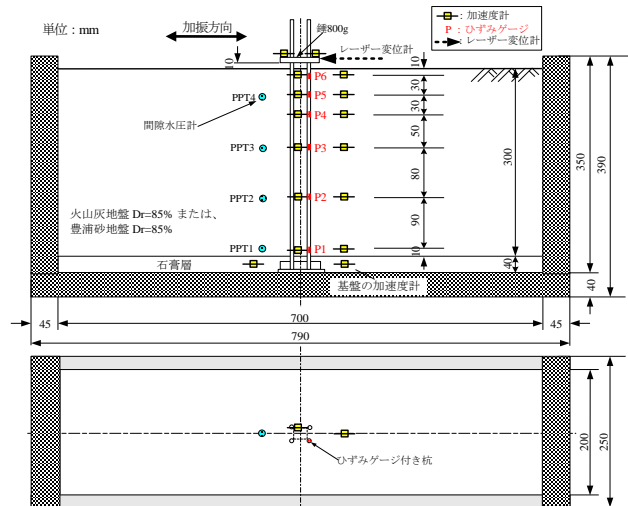 単位：mm
加振方向
錘800g
レーザー変位計
：加速度計
P：ひずみゲージ
：レーザー変位計
10
P6
P5
P4
P3
P2
P1
10
30
30
50
80
90
10
300
40
350
390
40
PPT4
間隙水圧計
PPT3
PPT2
PPT1
火山灰地盤 Dr=85% または、
豊浦砂地盤 Dr=85%
石膏層
基盤の加速度計
45
700
45
790
200
250
ひずみゲージ付き杭